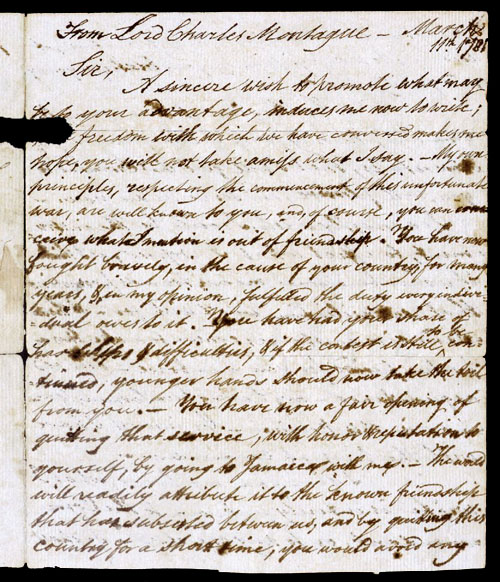 From Lord Charles Montague – March
11th 1781
Sir,
A sincere wish to promote what may
to your advantage, induces me now to write;
freedom with which we have conversed makes me
hope, you will not take amiss what I say. – My own
principles, respecting the commencement of this unfortunate
war, are well known to you, and, of course, you can con
ceive what I mention is out of friendship. You have now
fought bravely, in the cause of your country, for many
years, &, in my opinion, fulfilled the duty every indivi-
-dual owes to it. You have had your share of
hardships & difficulties, & if the contest is still to be con-
tinued, younger hands should now take the toil
from you. – You have now a fair opening of
quiting that service, with honor & reputation to
yourself, by going to Jamaica with me. – The world
will readily attribute it to the known friendship
that has subsisted between us, and by quiting this
country for a short time, you would avoid any